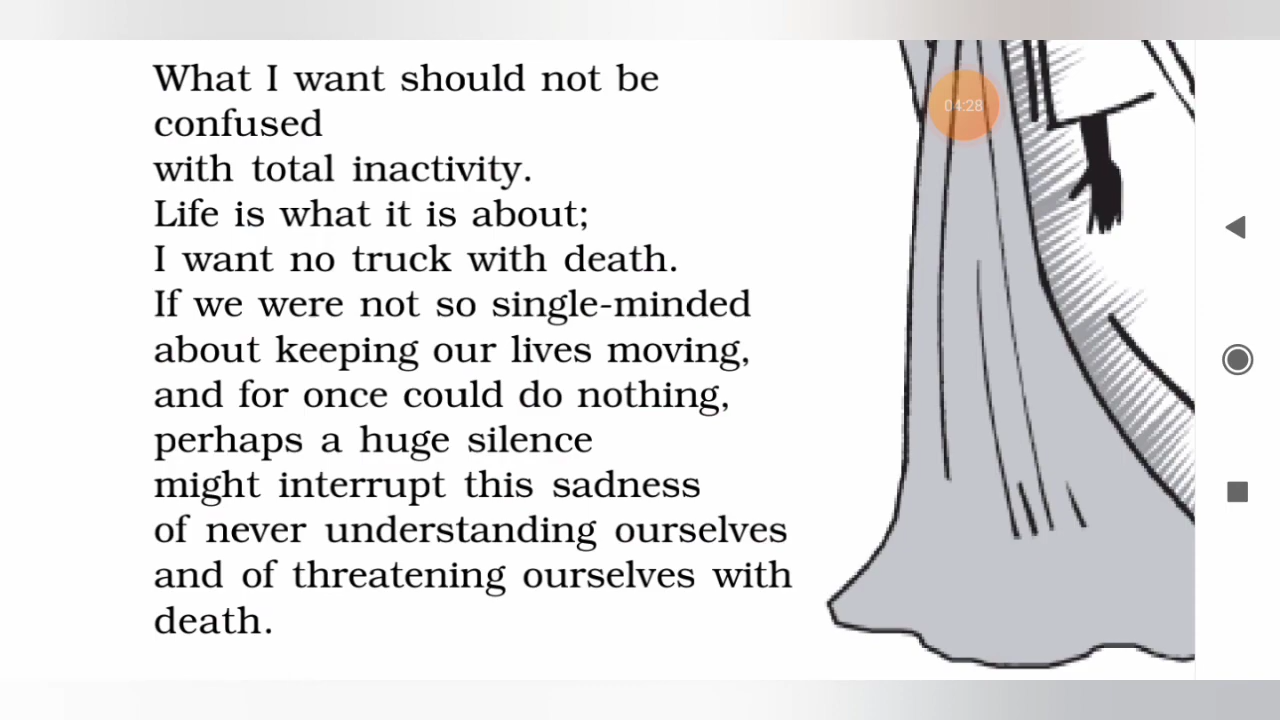 What I want should not be
confused
with total inactivity.
Life is what it is about;
I want no truck with death.
If we were not so single-minded
about keeping our lives moving,
and for once could do nothing,
perhaps a huge silence
might interrupt this sadness
of never understanding ourselves
and of threatening ourselves with
death.
04:28